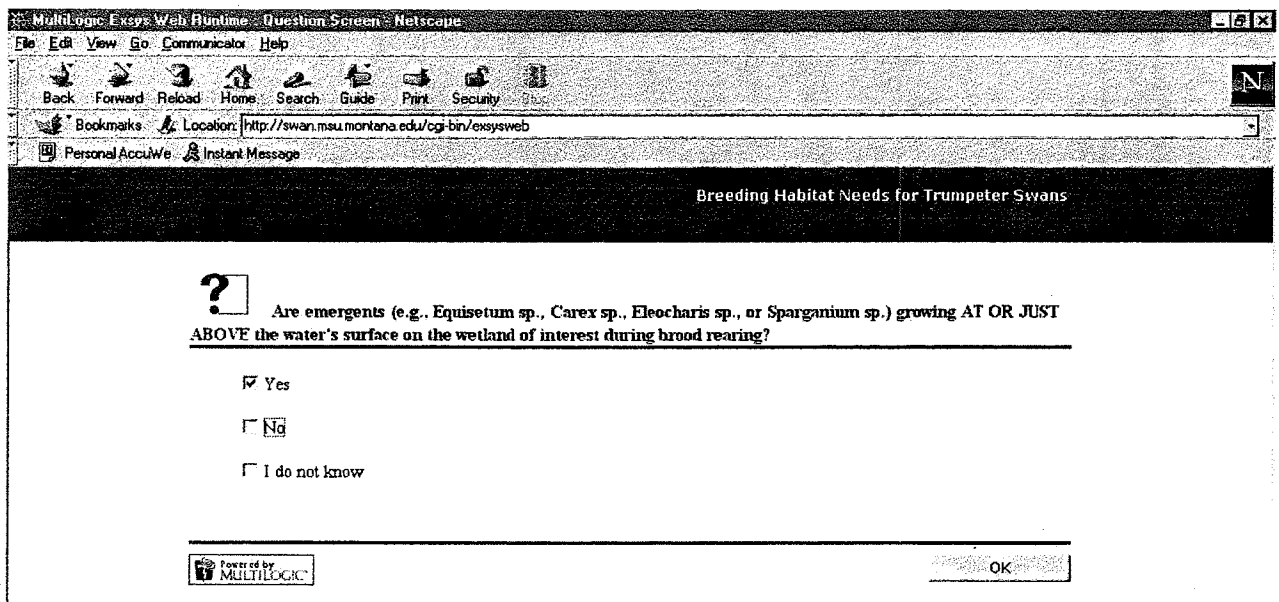 MultiLogic Exsys Web Runtime : Question Screen - Netscape
File Edit View Go Communicator Help
Back Forward Reload Home Search Guide Print Security Stop
N
Bookmarks Location: http://swan.msu.montana.edu/cgi-bin/exsysweb
Personal AccuWe Instant Message
Breeding Habitat Needs for Trumpeter Swans
? Are emergents (e.g., Equisetum sp., Carex sp., Eleocharis sp., or Sparganium sp.) growing AT OR JUST
ABOVE the water's surface on the wetland of interest during brood rearing?
Yes
No
I do not know
Powered by
MULTILOGIC
OK